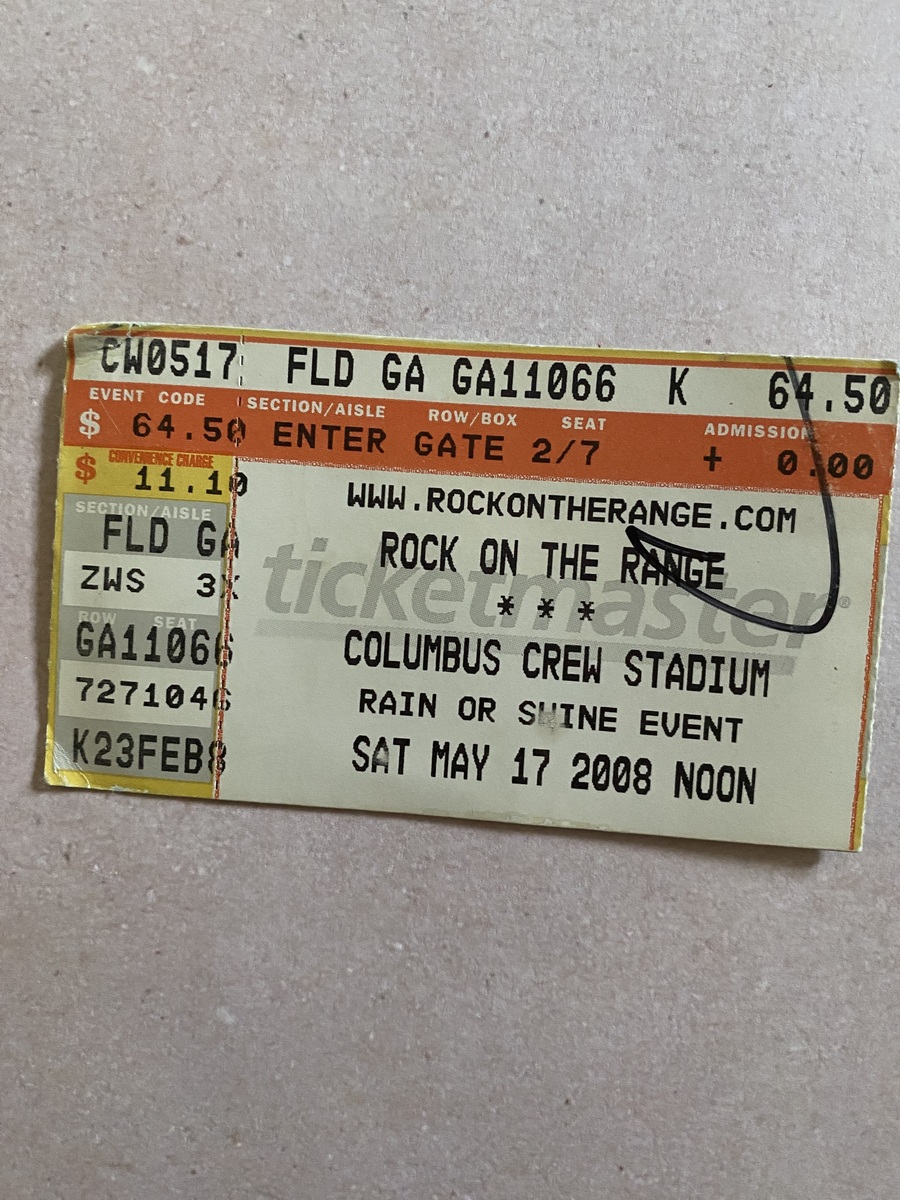 CW0517 FLD GA GA11066 K 64.50
EVENT CODE SECTION/AISLE ROW/BOX SEAT ADMISSION
$ 64.50 ENTER GATE 2/7 + 0.00
$ CONVENIENCE CHARGE
11.10
SECTION/AISLE
FLD GA
ZWS 3X
ROW SEAT
GA11066
7271046
K23FEB8
WWW.ROCKONTHERANGE.COM
ROCK ON THE RANGE
ticketmaster®
* * *
COLUMBUS CREW STADIUM
RAIN OR SHINE EVENT
SAT MAY 17 2008 NOON